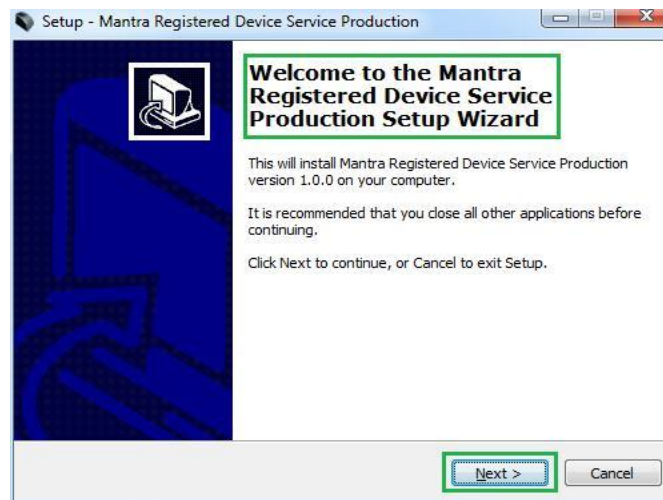 Setup - Mantra Registered Device Service Production
Welcome to the Mantra
Registered Device Service
Production Setup Wizard
This will install Mantra Registered Device Service Production
version 1.0.0 on your computer.
It is recommended that you close all other applications before
continuing.
Click Next to continue, or Cancel to exit Setup.
Next >
Cancel